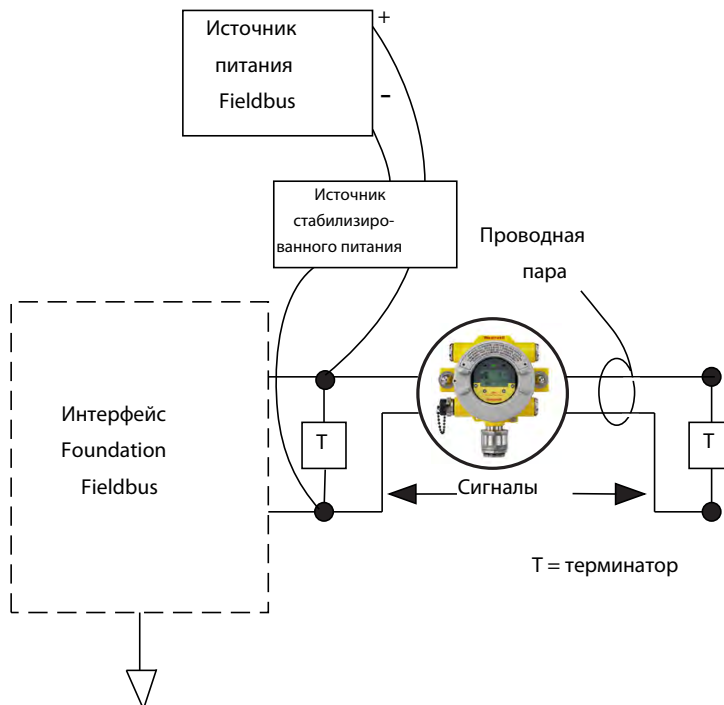 Источник
питания
Fieldbus
+
–
Источник
стабилизиро-
ванного питания
Проводная
пара
Интерфейс
Foundation
Fieldbus
T
T
Сигналы
T = терминатор